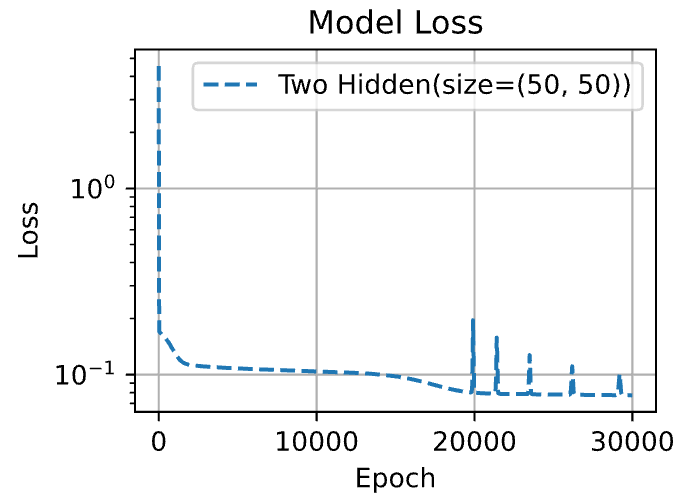 Model Loss
Two Hidden(size=(50, 50))
10⁰
10⁻¹
Loss
0 10000 20000 30000
Epoch